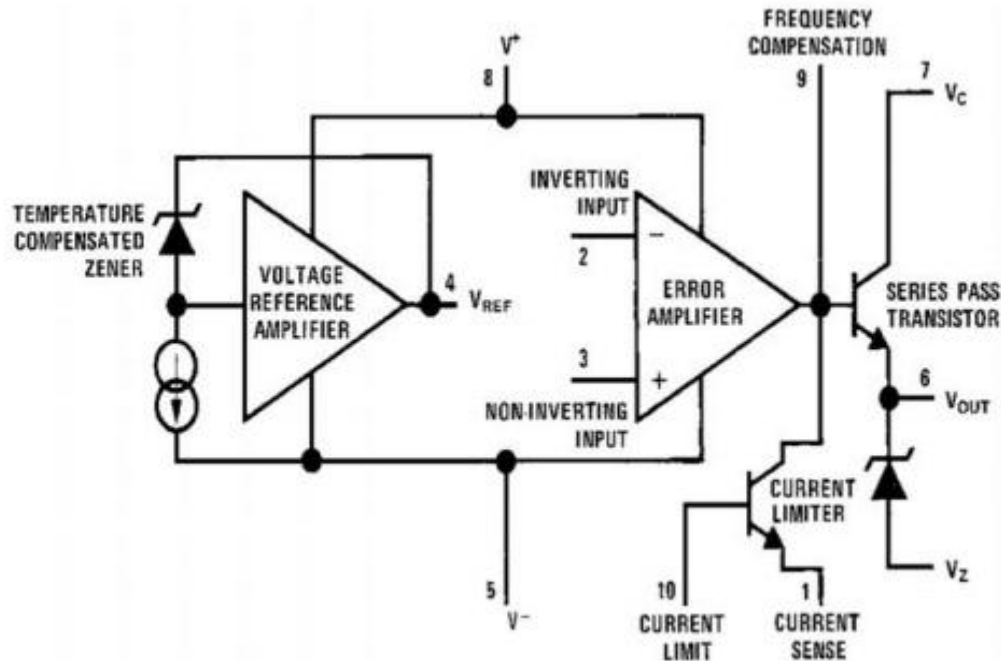 FREQUENCY
COMPENSATION
V+
8
9
7
VC
INVERTING
INPUT
TEMPERATURE
COMPENSATED
ZENER
−
2
VOLTAGE
REFERENCE
AMPLIFIER
4
VREF
ERROR
AMPLIFIER
SERIES PASS
TRANSISTOR
3
+
6
VOUT
NON-INVERTING
INPUT
CURRENT
LIMITER
VZ
5
V−
10
1
CURRENT
LIMIT
CURRENT
SENSE